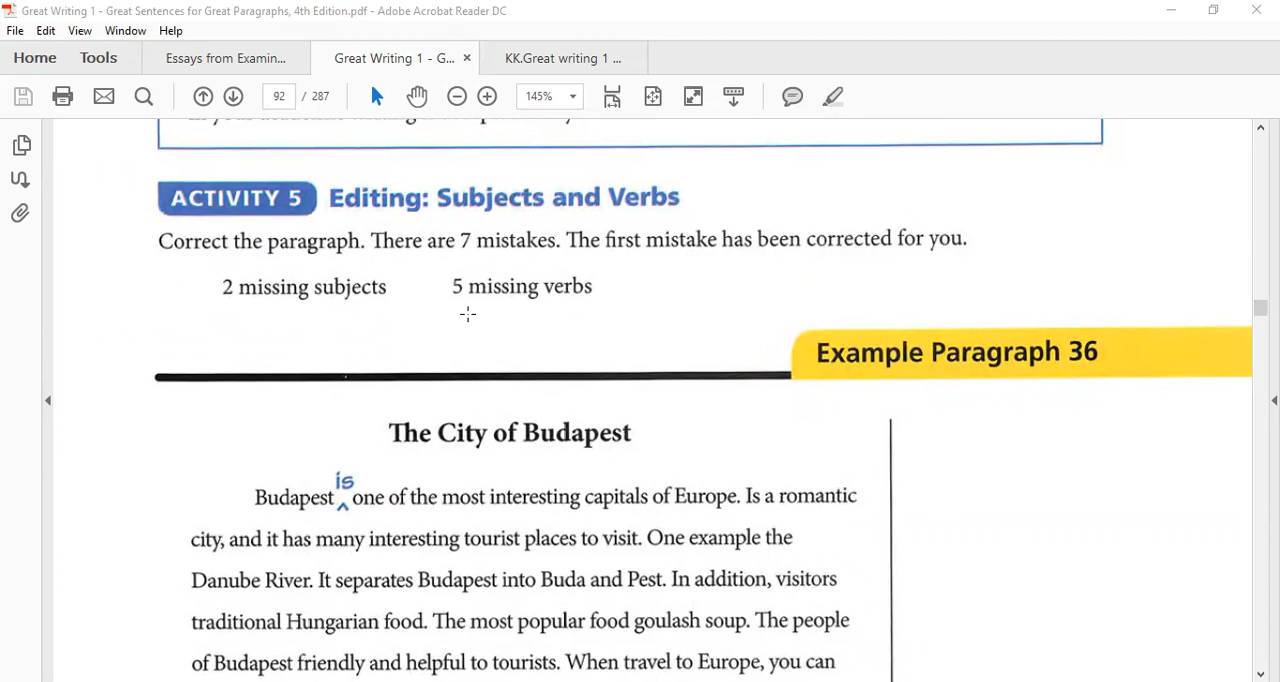 Great Writing 1 - Great Sentences for Great Paragraphs, 4th Edition.pdf - Adobe Acrobat Reader DC
File Edit View Window Help
Home Tools Essays from Examin... Great Writing 1 - G... × KK.Great writing 1 ...
92 / 287 145%
ACTIVITY 5 Editing: Subjects and Verbs
Correct the paragraph. There are 7 mistakes. The first mistake has been corrected for you.
2 missing subjects 5 missing verbs
Example Paragraph 36
The City of Budapest
is
Budapest ^ one of the most interesting capitals of Europe. Is a romantic
city, and it has many interesting tourist places to visit. One example the
Danube River. It separates Budapest into Buda and Pest. In addition, visitors
traditional Hungarian food. The most popular food goulash soup. The people
of Budapest friendly and helpful to tourists. When travel to Europe, you can